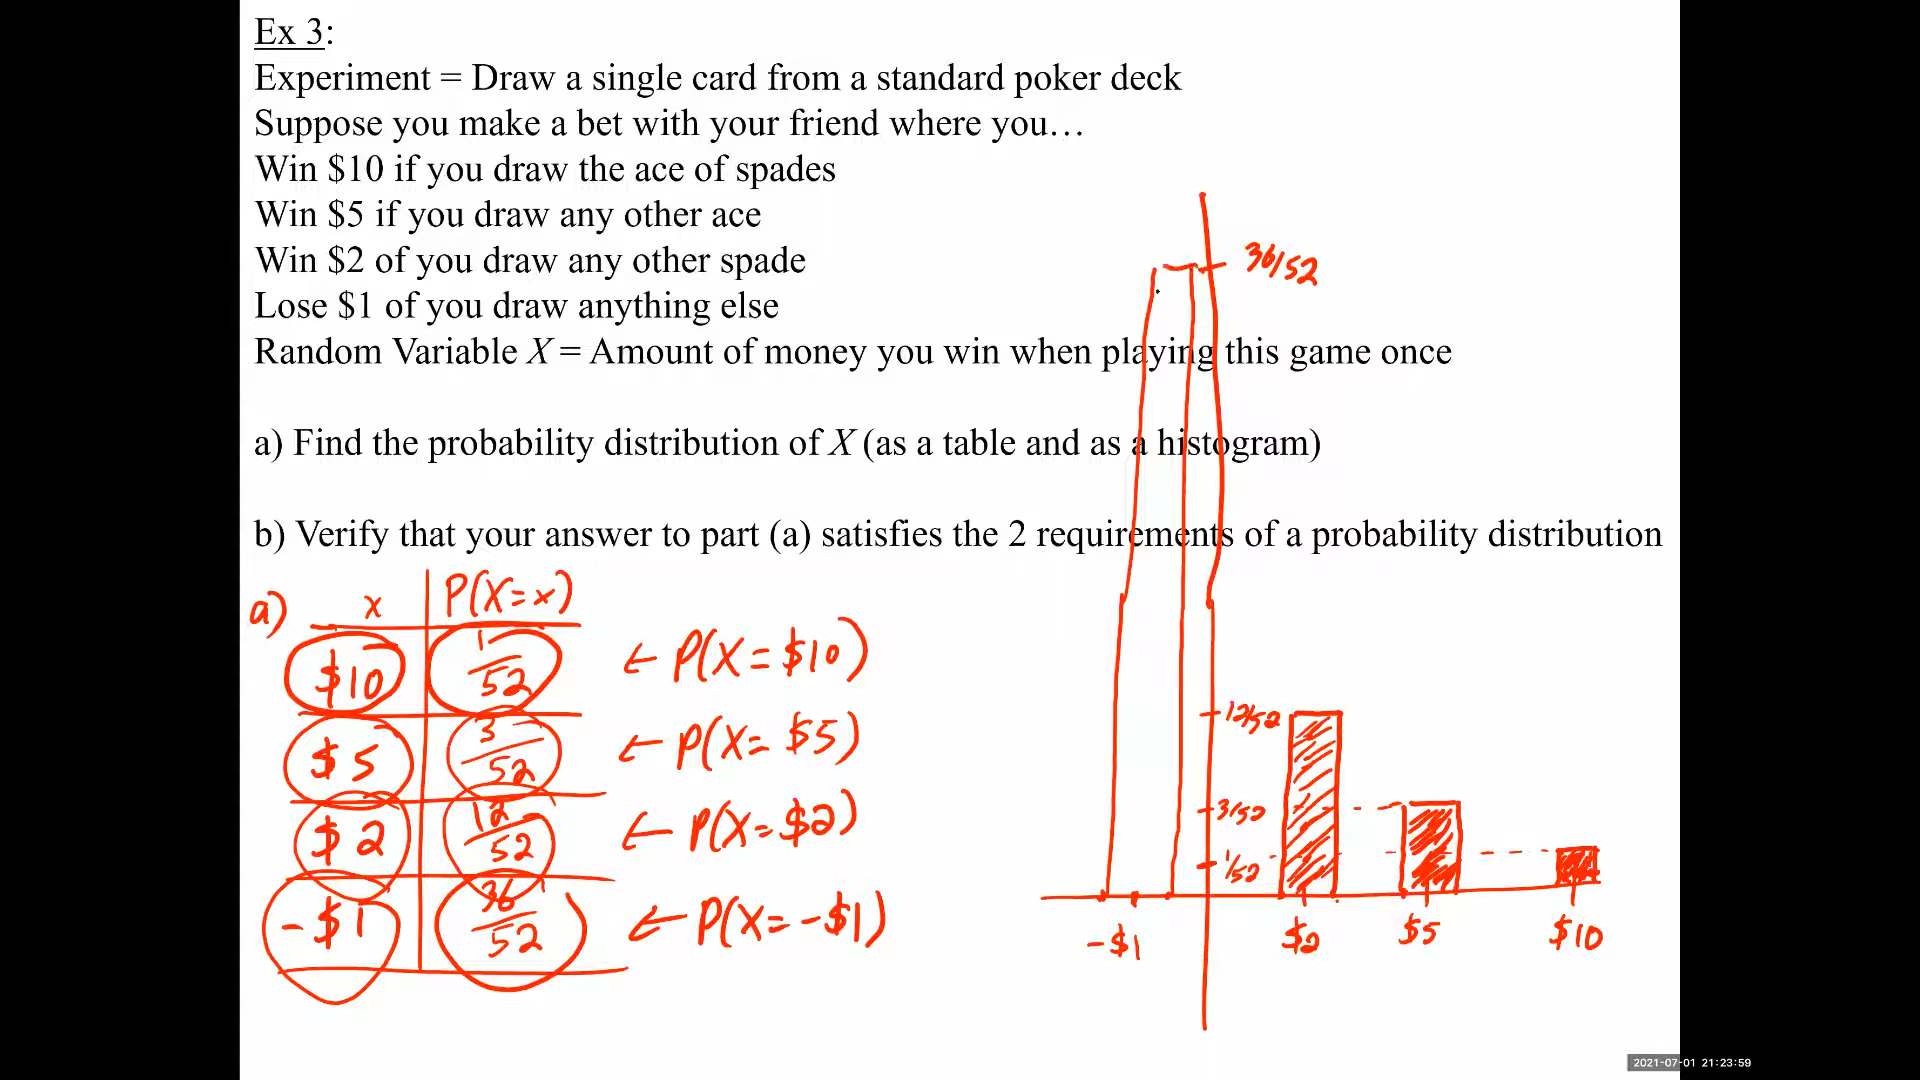 Ex 3:
Experiment = Draw a single card from a standard poker deck
Suppose you make a bet with your friend where you…
Win $10 if you draw the ace of spades
Win $5 if you draw any other ace
Win $2 of you draw any other spade
Lose $1 of you draw anything else
Random Variable X = Amount of money you win when playing this game once
a) Find the probability distribution of X (as a table and as a histogram)
b) Verify that your answer to part (a) satisfies the 2 requirements of a probability distribution
a) x P(X=x)
$10 1/52 ← P(X=$10)
$5 3/52 ← P(X=$5)
$2 12/52 ← P(X=$2)
-$1 36/52 ← P(X=-$1)
36/52
12/52
3/52
1/52
-$1 $2 $5 $10
2021-07-01 21:23:59